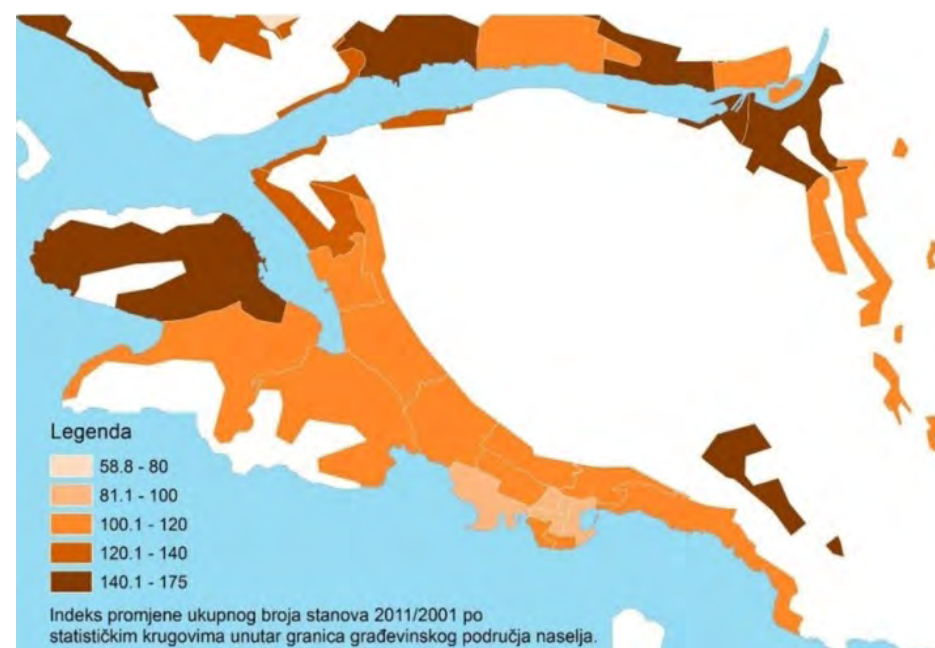 Legenda
58.8 - 80
81.1 - 100
100.1 - 120
120.1 - 140
140.1 - 175
Indeks promjene ukupnog broja stanova 2011/2001 po
statističkim krugovima unutar granica građevinskog područja naselja.